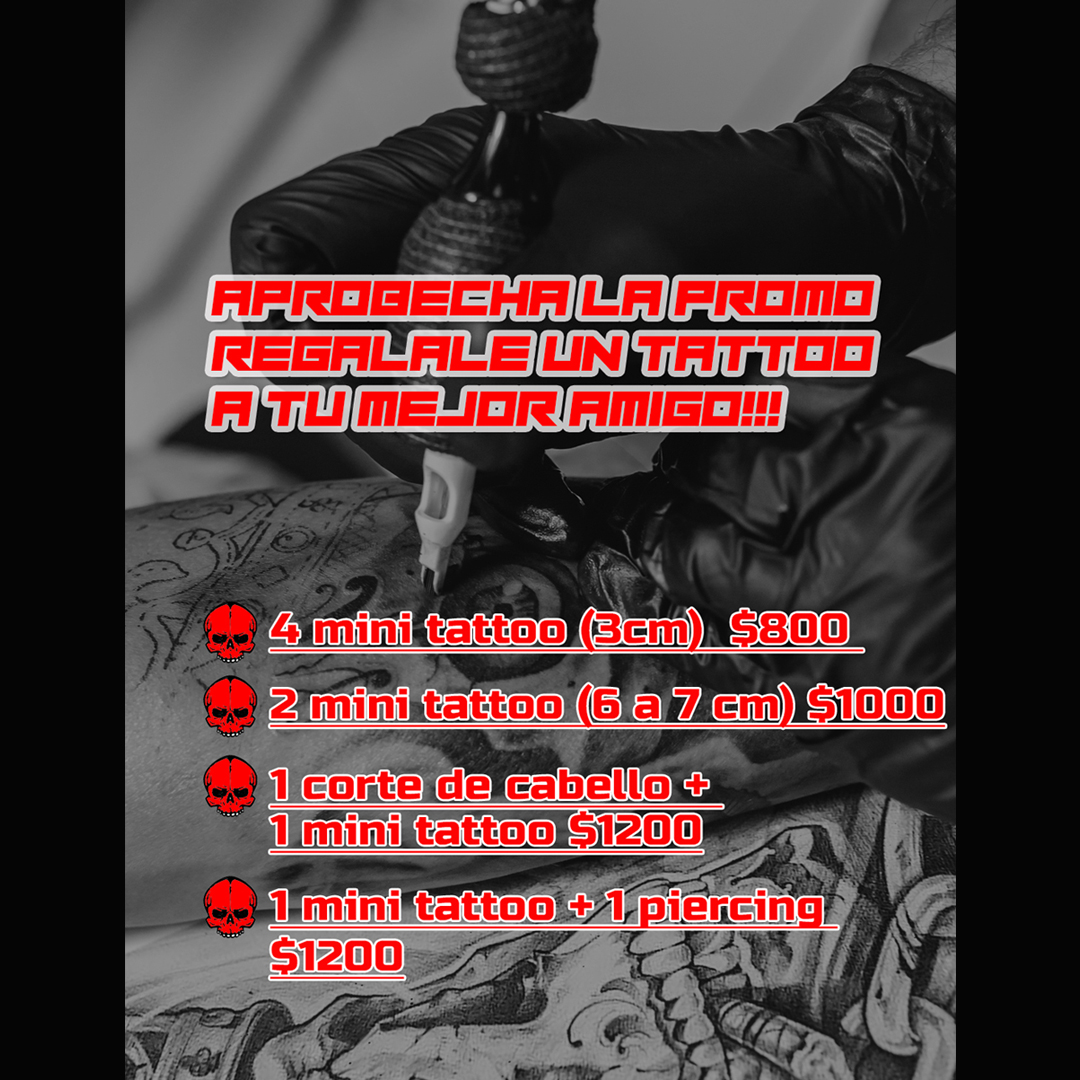 APROBECHA LA PROMO
REGALALE UN TATTOO
A TU MEJOR AMIGO!!!
4 mini tattoo (3cm) $800
2 mini tattoo (6 a 7 cm) $1000
1 corte de cabello +
1 mini tattoo $1200
1 mini tattoo + 1 piercing
$1200